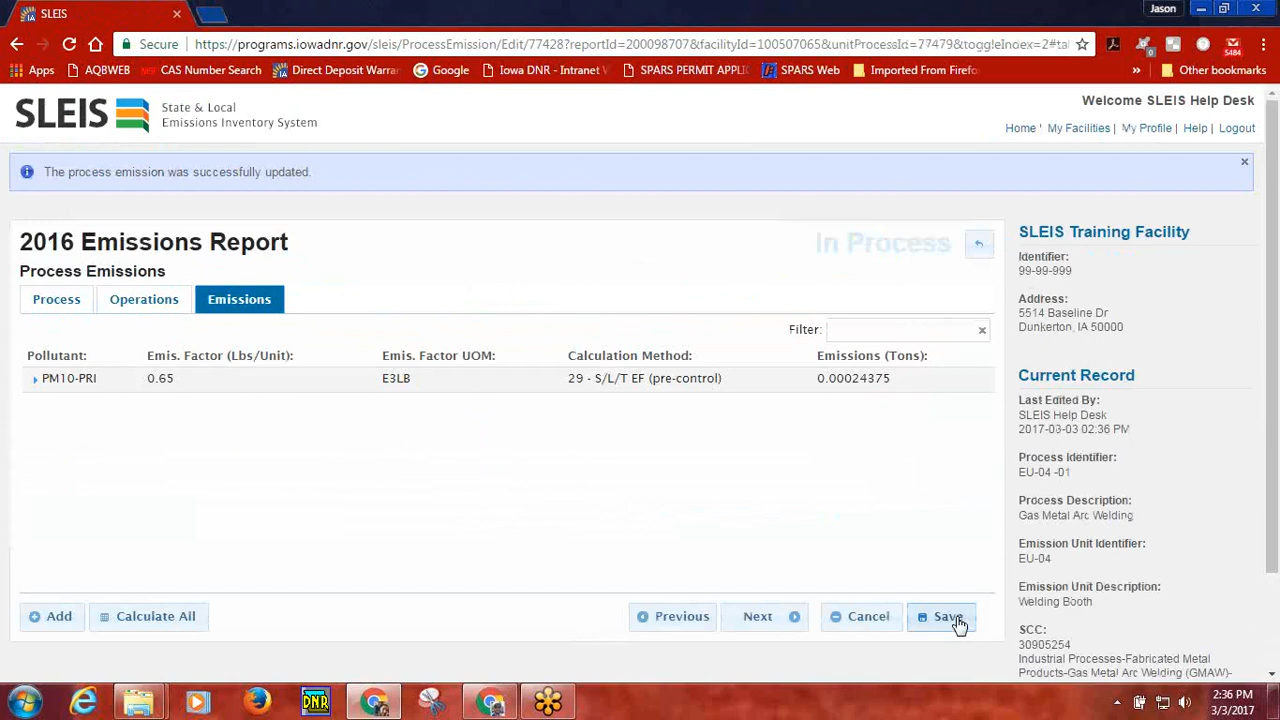 SLEIS
Jason
Secure
https://programs.iowadnr.gov/sleis/ProcessEmission/Edit/77428?reportId=200098707&facilityId=100507065&unitProcessId=77479&toggleIndex=2#ta
5484
Apps
AQBWEB
CAS Number Search
Direct Deposit Warran
Google
Iowa DNR - Intranet W
SPARS PERMIT APPLIC
SPARS Web
Imported From Firefo
»
Other bookmarks
SLEIS
State & Local
Emissions Inventory System
Welcome SLEIS Help Desk
Home | My Facilities | My Profile | Help | Logout
The process emission was successfully updated.
2016 Emissions Report
In Process
Process Emissions
Process Operations Emissions
Filter:
Pollutant: Emis. Factor (Lbs/Unit): Emis. Factor UOM: Calculation Method: Emissions (Tons):
PM10-PRI 0.65 E3LB 29 - S/L/T EF (pre-control) 0.00024375
Add Calculate All Previous Next Cancel Save
SLEIS Training Facility
Identifier:
99-99-999
Address:
5514 Baseline Dr
Dunkerton, IA 50000
Current Record
Last Edited By:
SLEIS Help Desk
2017-03-03 02:36 PM
Process Identifier:
EU-04 -01
Process Description:
Gas Metal Arc Welding
Emission Unit Identifier:
EU-04
Emission Unit Description:
Welding Booth
SCC:
30905254
Industrial Processes-Fabricated Metal
Products-Gas Metal Arc Welding (GMAW)-
DNR
2:36 PM
3/3/2017